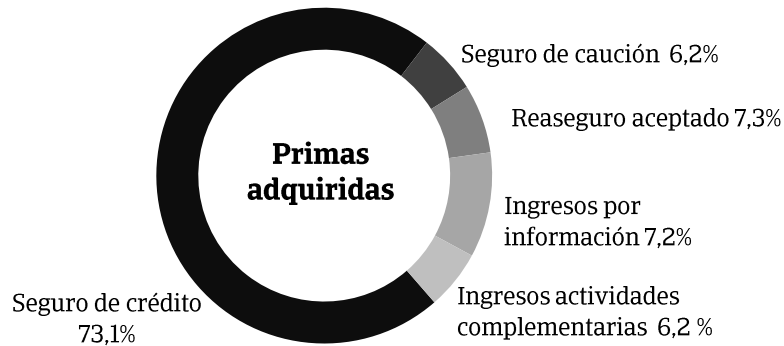 Seguro de caución 6,2%
Reaseguro aceptado 7,3%
Primas
adquiridas
Ingresos por
información 7,2%
Ingresos actividades
complementarias 6,2 %
Seguro de crédito
73,1%